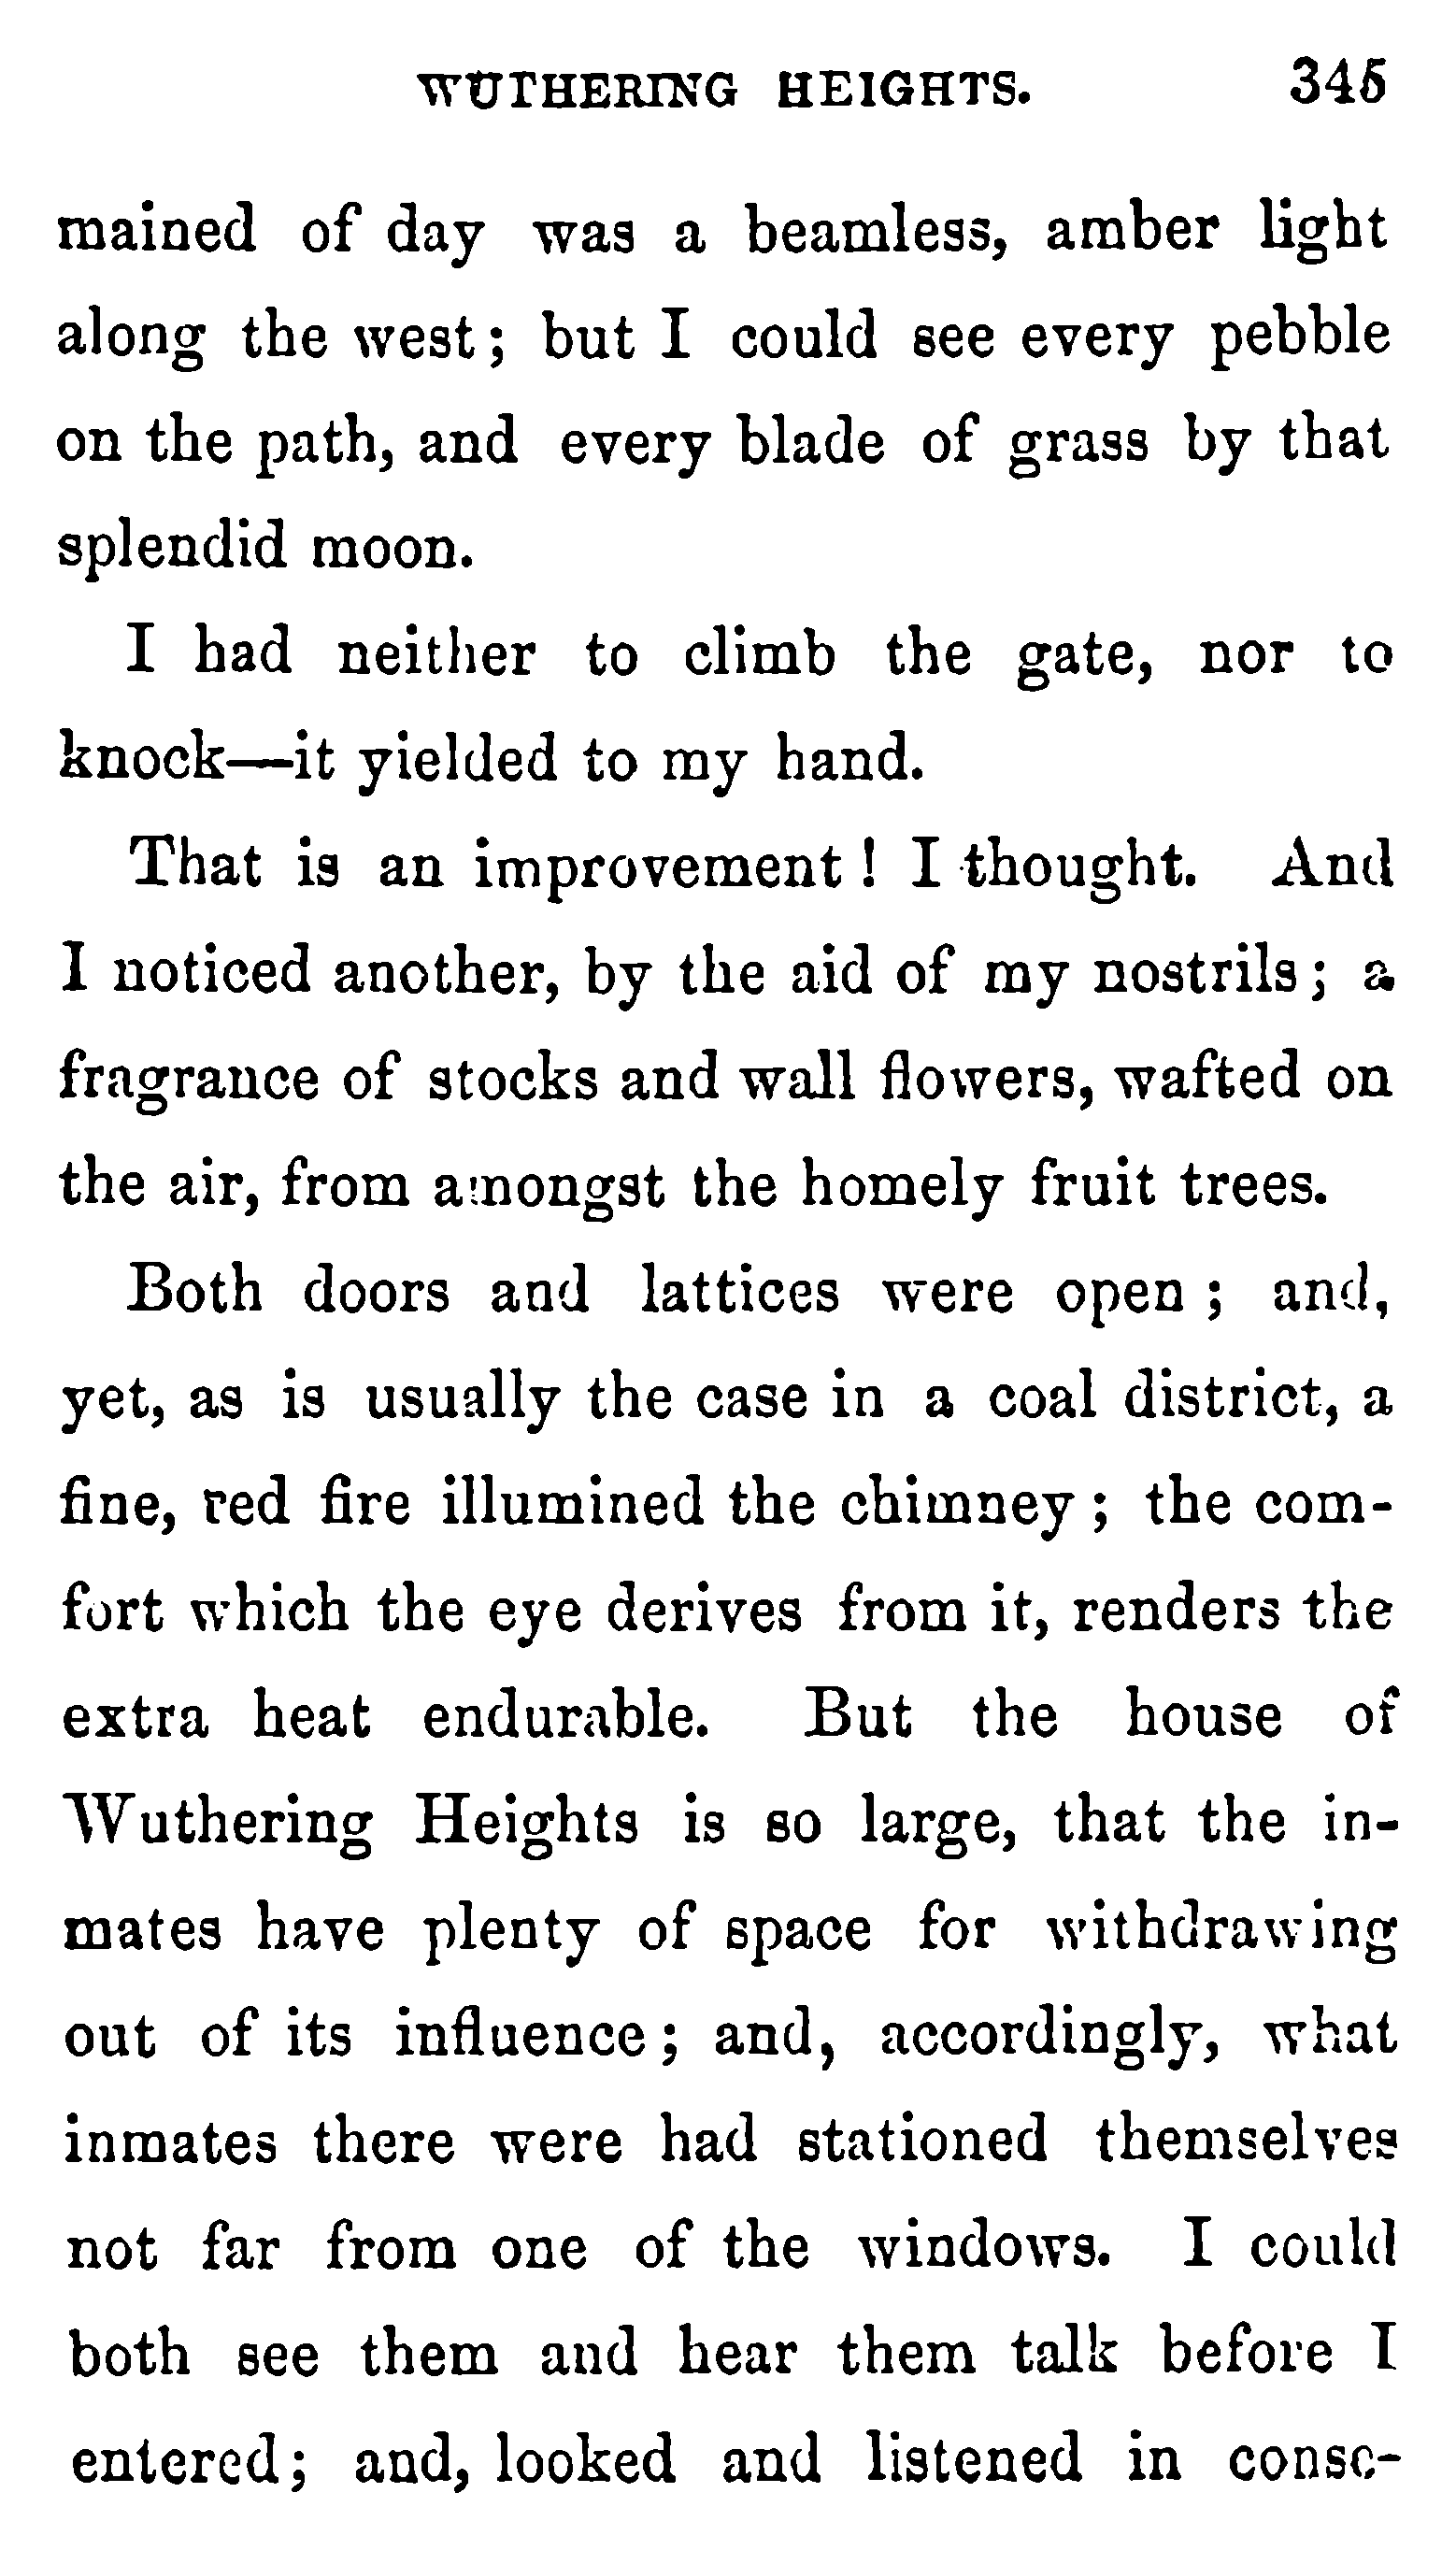 WUTHERING HEIGHTS. 345
mained of day was a beamless, amber light
along the west; but I could see every pebble
on the path, and every blade of grass by that
splendid moon.
I had neither to climb the gate, nor to
knock—it yielded to my hand.
That is an improvement! I thought. And
I noticed another, by the aid of my nostrils; a
fragrance of stocks and wall flowers, wafted on
the air, from amongst the homely fruit trees.
Both doors and lattices were open; and,
yet, as is usually the case in a coal district, a
fine, red fire illumined the chimney; the com-
fort which the eye derives from it, renders the
extra heat endurable. But the house of
Wuthering Heights is so large, that the in-
mates have plenty of space for withdrawing
out of its influence; and, accordingly, what
inmates there were had stationed themselves
not far from one of the windows. I could
both see them and hear them talk before I
entered; and, looked and listened in conse-